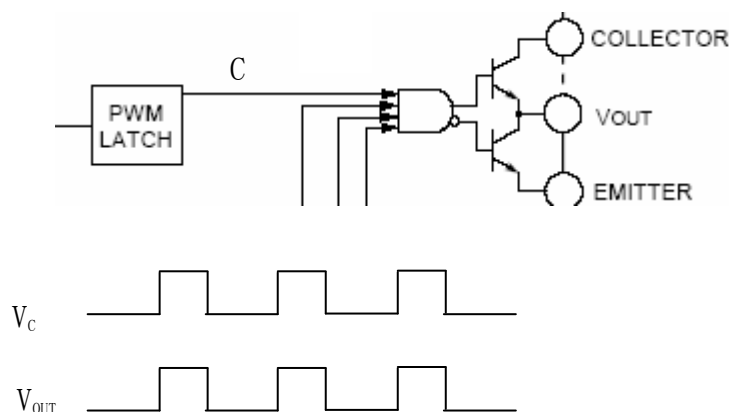 COLLECTOR
C
PWM
LATCH
VOUT
EMITTER
VC
VOUT